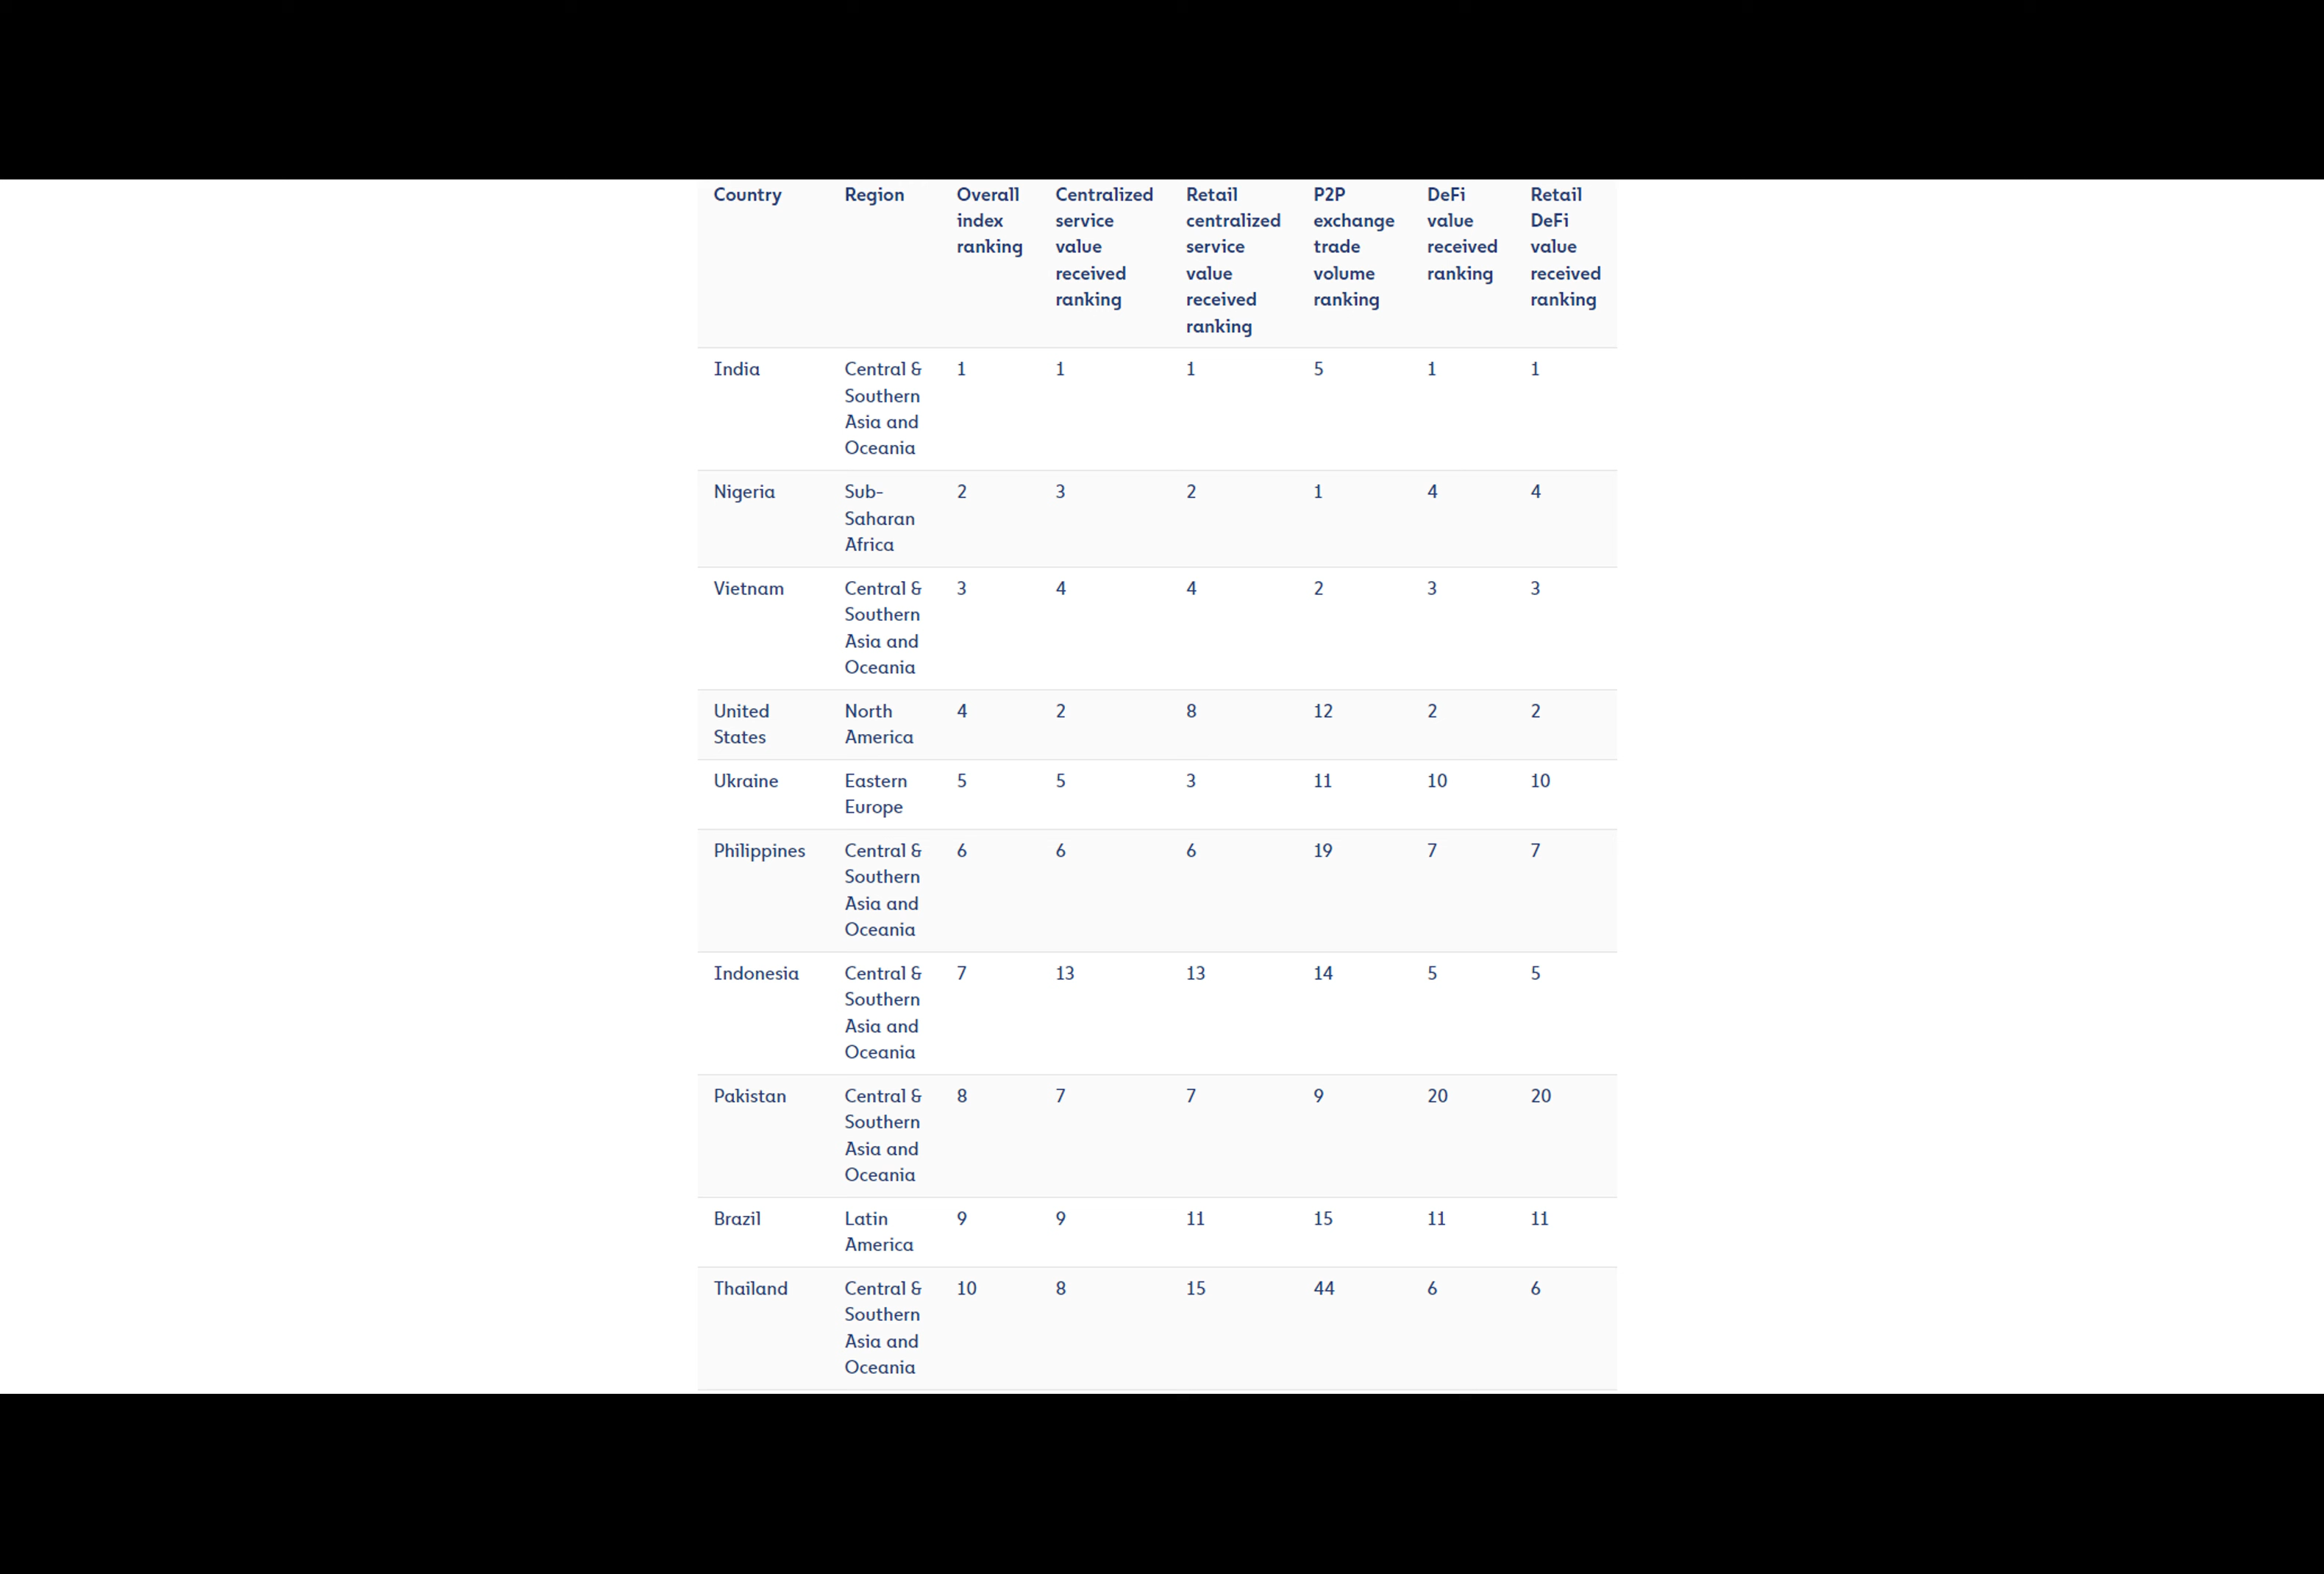 Country Region Overall index ranking Centralized service value received ranking Retail centralized service value received ranking P2P exchange trade volume ranking DeFi value received ranking Retail DeFi value received ranking
India Central & Southern Asia and Oceania 1 1 1 5 1 1
Nigeria Sub-Saharan Africa 2 3 2 1 4 4
Vietnam Central & Southern Asia and Oceania 3 4 4 2 3 3
United States North America 4 2 8 12 2 2
Ukraine Eastern Europe 5 5 3 11 10 10
Philippines Central & Southern Asia and Oceania 6 6 6 19 7 7
Indonesia Central & Southern Asia and Oceania 7 13 13 14 5 5
Pakistan Central & Southern Asia and Oceania 8 7 7 9 20 20
Brazil Latin America 9 9 11 15 11 11
Thailand Central & Southern Asia and Oceania 10 8 15 44 6 6